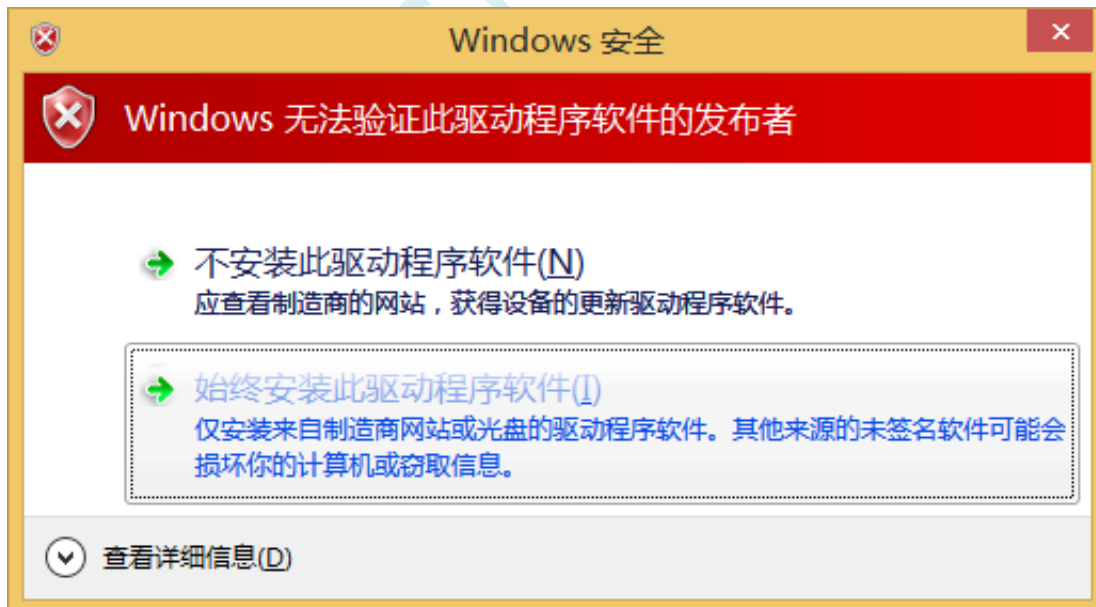 Windows 安全
Windows 无法验证此驱动程序软件的发布者
不安装此驱动程序软件(N)
应查看制造商的网站，获得设备的更新驱动程序软件。
始终安装此驱动程序软件(I)
仅安装来自制造商网站或光盘的驱动程序软件。其他来源的未签名软件可能会
损坏你的计算机或窃取信息。
查看详细信息(D)